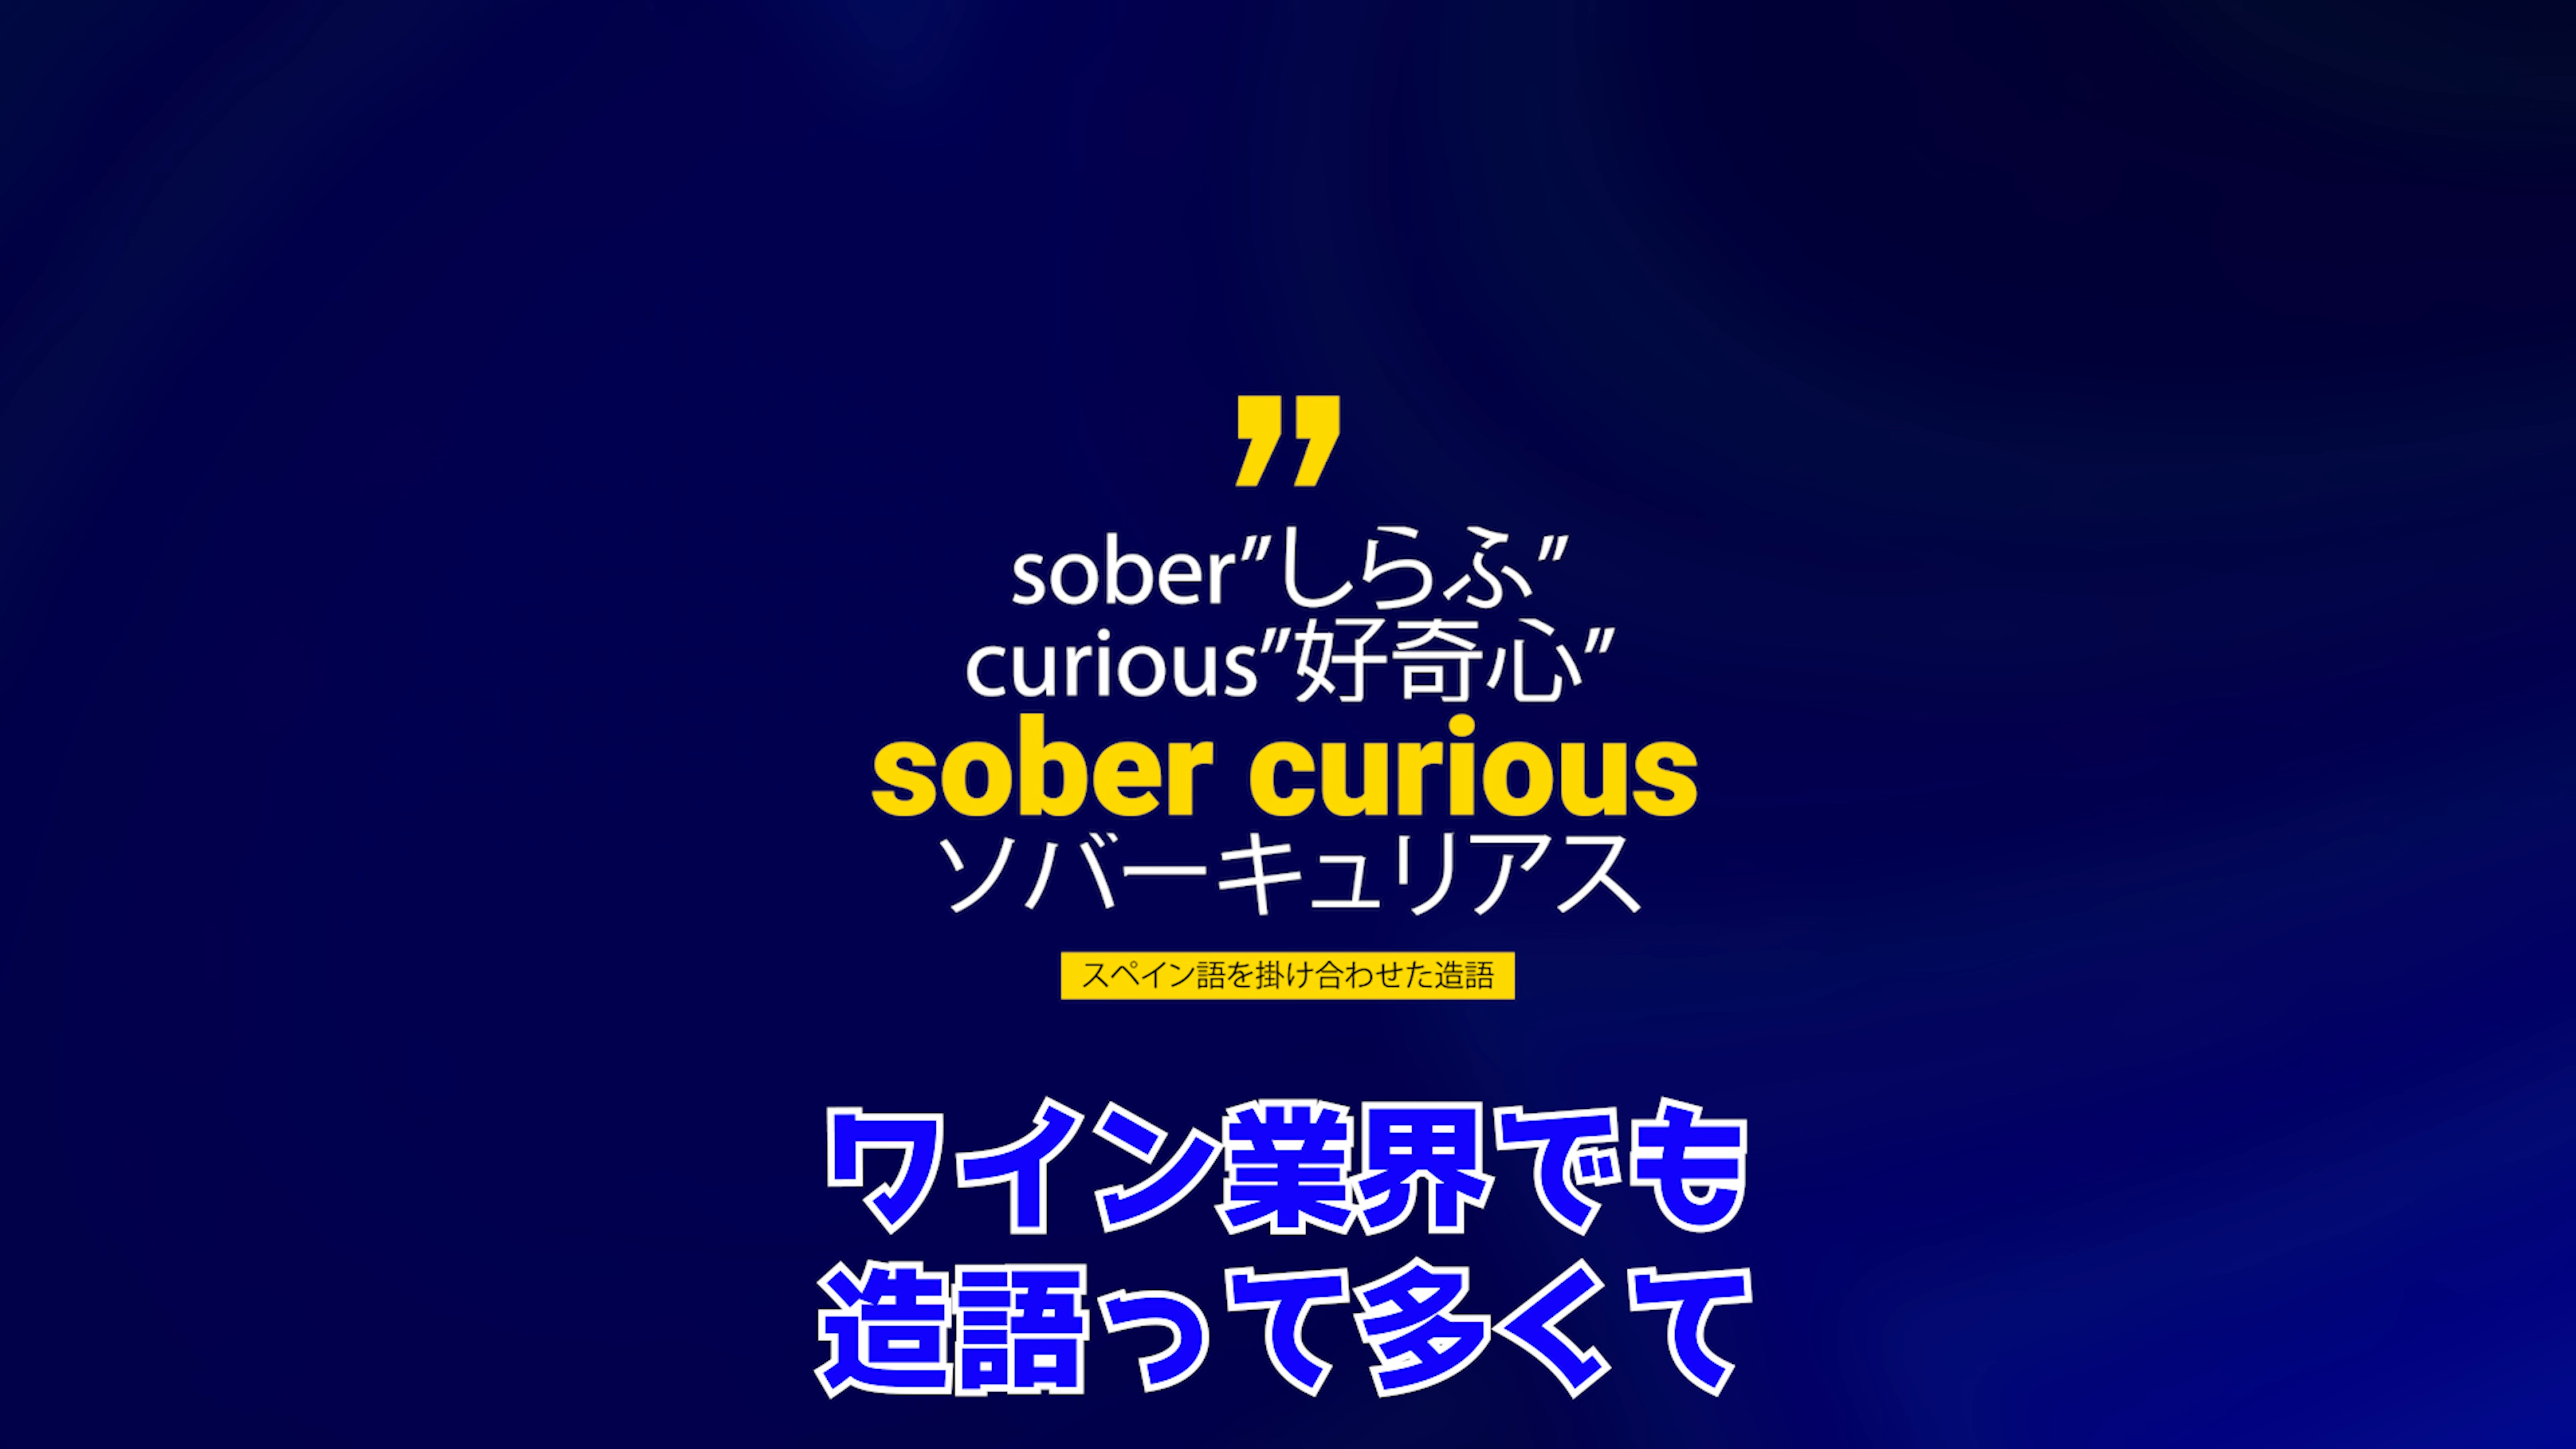 ”
sober”しらふ”
curious”好奇心”
sober curious
ソバーキュリアス
スペイン語を掛け合わせた造語
ワイン業界でも
造語って多くて